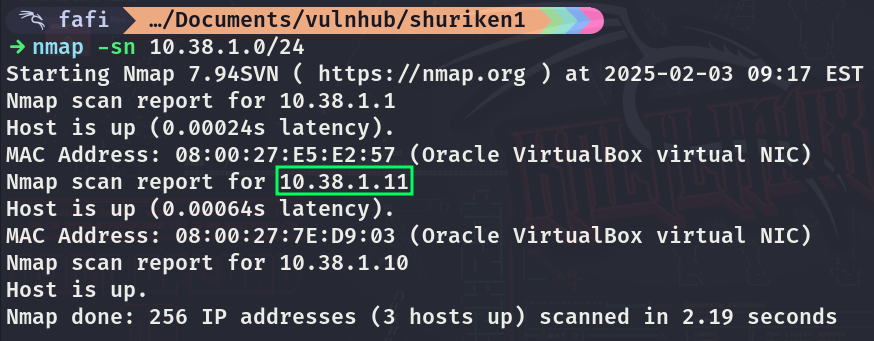 fafi …/Documents/vulnhub/shuriken1
→ nmap -sn 10.38.1.0/24
Starting Nmap 7.94SVN ( https://nmap.org ) at 2025-02-03 09:17 EST
Nmap scan report for 10.38.1.1
Host is up (0.00024s latency).
MAC Address: 08:00:27:E5:E2:57 (Oracle VirtualBox virtual NIC)
Nmap scan report for 10.38.1.11
Host is up (0.00064s latency).
MAC Address: 08:00:27:7E:D9:03 (Oracle VirtualBox virtual NIC)
Nmap scan report for 10.38.1.10
Host is up.
Nmap done: 256 IP addresses (3 hosts up) scanned in 2.19 seconds